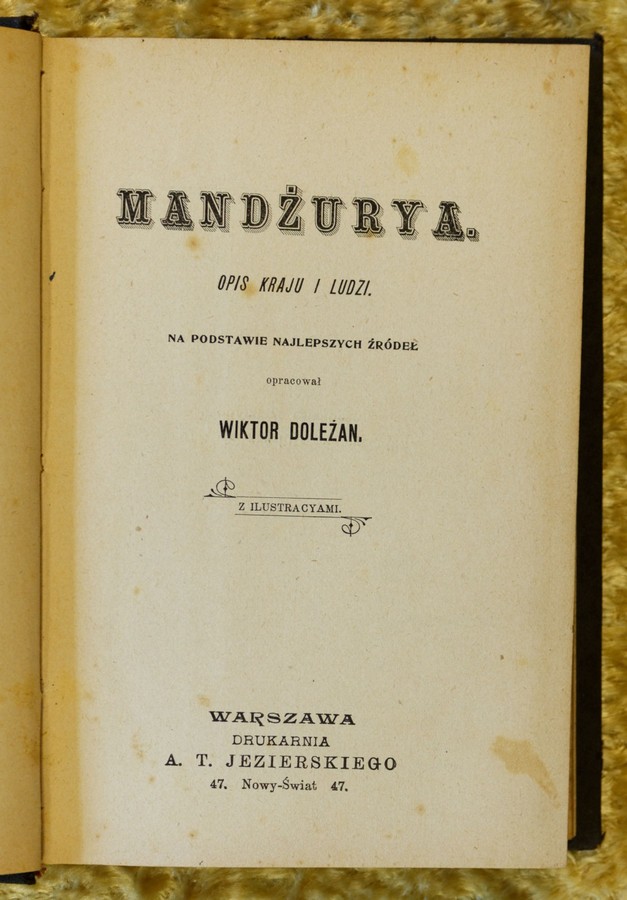 MANDŻURYA.
OPIS KRAJU I LUDZI.
NA PODSTAWIE NAJLEPSZYCH ŹRÓDEŁ
opracował
WIKTOR DOLEŻAN.
Z ILUSTRACYAMI.
WARSZAWA
DRUKARNIA
A. T. JEZIERSKIEGO
47. Nowy-Świat 47.